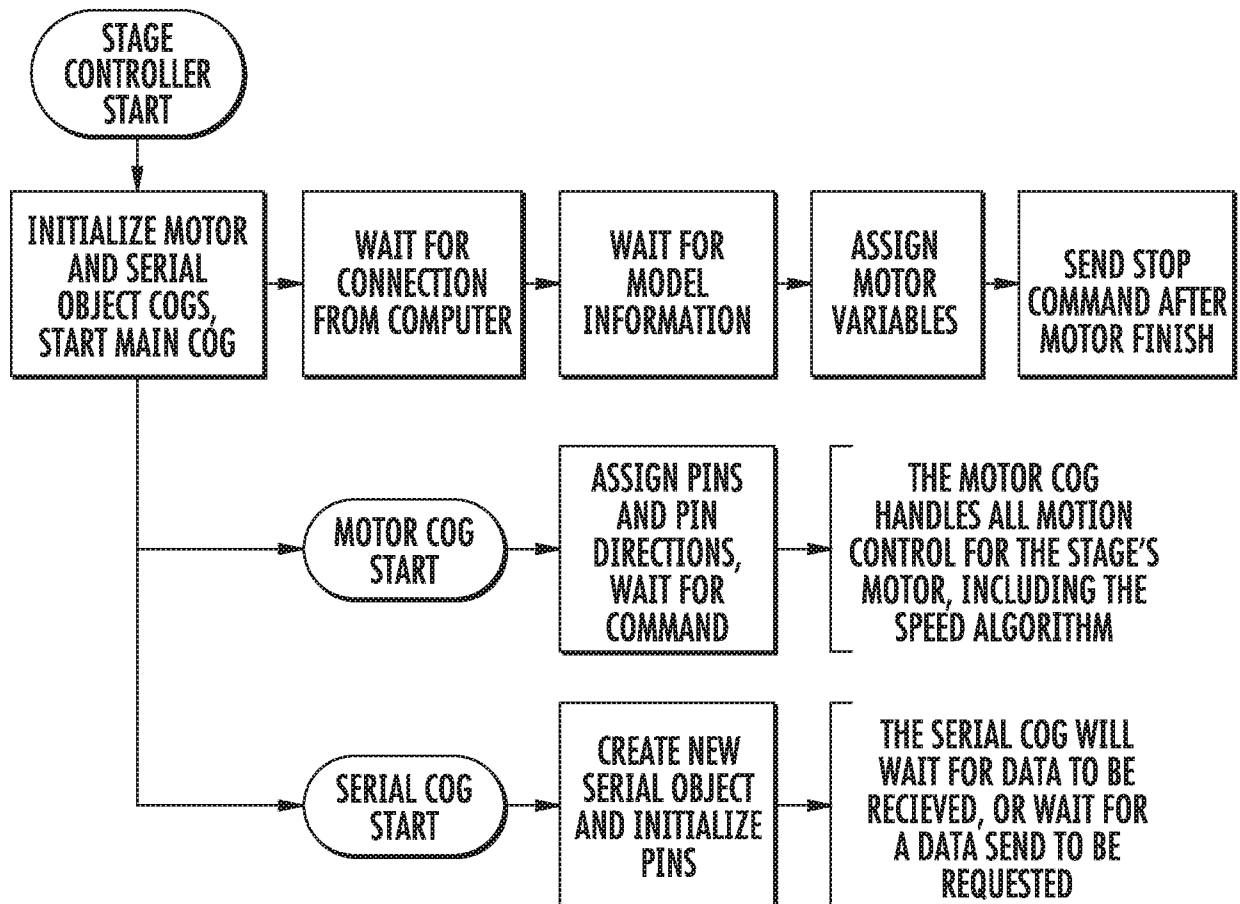 STAGE
CONTROLLER
START
INITIALIZE MOTOR
AND SERIAL
OBJECT COGS,
START MAIN COG
WAIT FOR
CONNECTION
FROM COMPUTER
WAIT FOR
MODEL
INFORMATION
ASSIGN
MOTOR
VARIABLES
SEND STOP
COMMAND AFTER
MOTOR FINISH
MOTOR COG
START
ASSIGN PINS
AND PIN
DIRECTIONS,
WAIT FOR
COMMAND
THE MOTOR COG
HANDLES ALL MOTION
CONTROL FOR THE STAGE'S
MOTOR, INCLUDING THE
SPEED ALGORITHM
SERIAL COG
START
CREATE NEW
SERIAL OBJECT
AND INITIALIZE
PINS
THE SERIAL COG WILL
WAIT FOR DATA TO BE
RECIEVED, OR WAIT FOR
A DATA SEND TO BE
REQUESTED